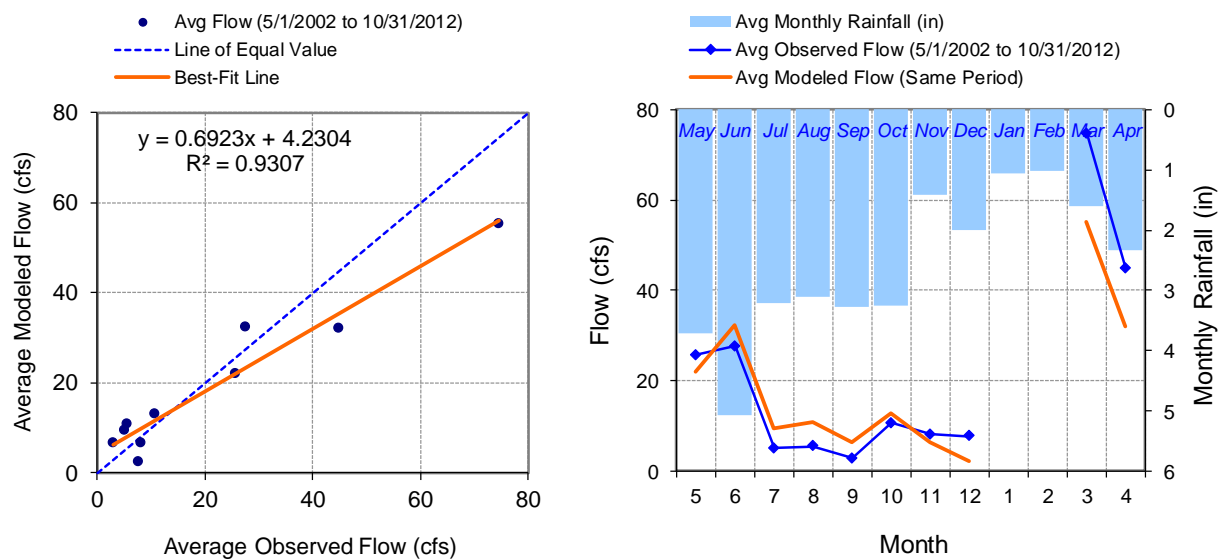 Avg Flow (5/1/2002 to 10/31/2012)
Line of Equal Value
Best-Fit Line
80
60
40
20
0
y = 0.6923x + 4.2304
R² = 0.9307
0 20 40 60 80
Average Modeled Flow (cfs)
Average Observed Flow (cfs)
Avg Monthly Rainfall (in)
Avg Observed Flow (5/1/2002 to 10/31/2012)
Avg Modeled Flow (Same Period)
80
60
40
20
0
May Jun Jul Aug Sep Oct Nov Dec Jan Feb Mar Apr
0
1
2
3
4
5
6
5 6 7 8 9 10 11 12 1 2 3 4
Flow (cfs)
Monthly Rainfall (in)
Month